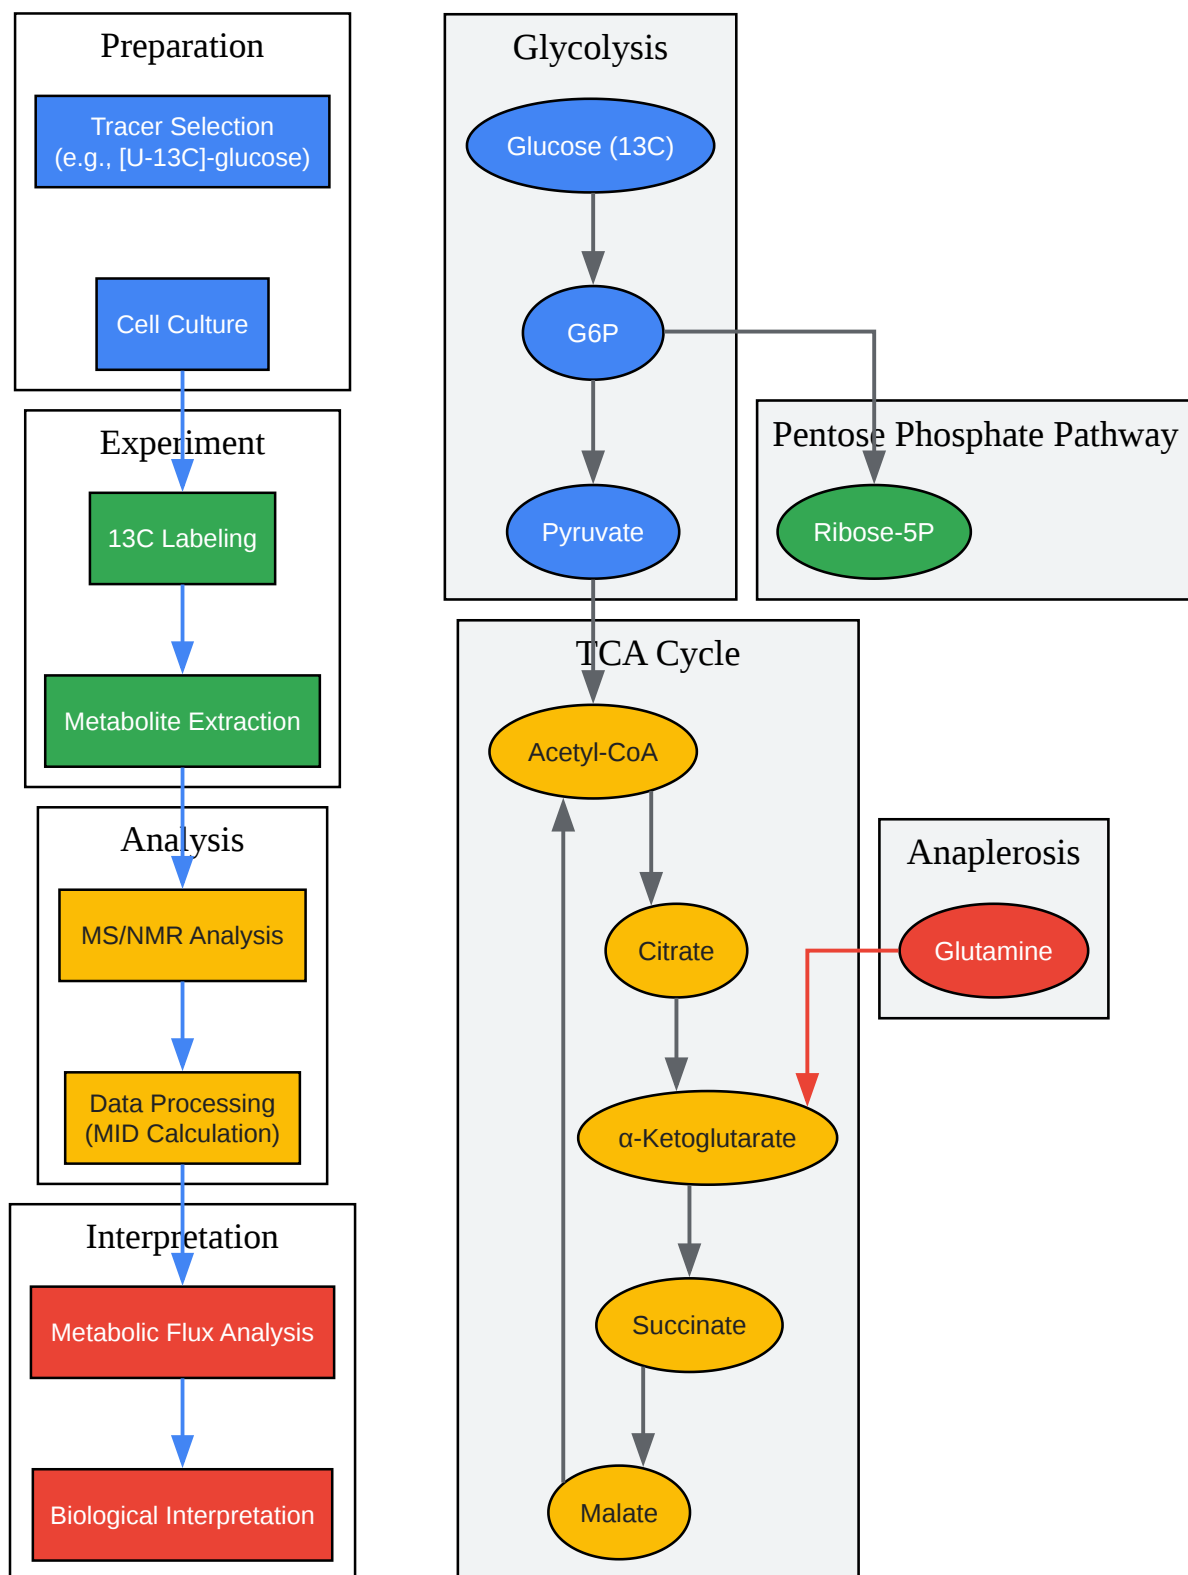 Preparation
Tracer Selection
(e.g., [U-13C]-glucose)
Cell Culture
Experiment
13C Labeling
Metabolite Extraction
Analysis
MS/NMR Analysis
Data Processing
(MID Calculation)
Interpretation
Metabolic Flux Analysis
Biological Interpretation
Glycolysis
Glucose (13C)
G6P
Pyruvate
Pentose Phosphate Pathway
Ribose-5P
TCA Cycle
Acetyl-CoA
Citrate
α-Ketoglutarate
Succinate
Malate
Anaplerosis
Glutamine